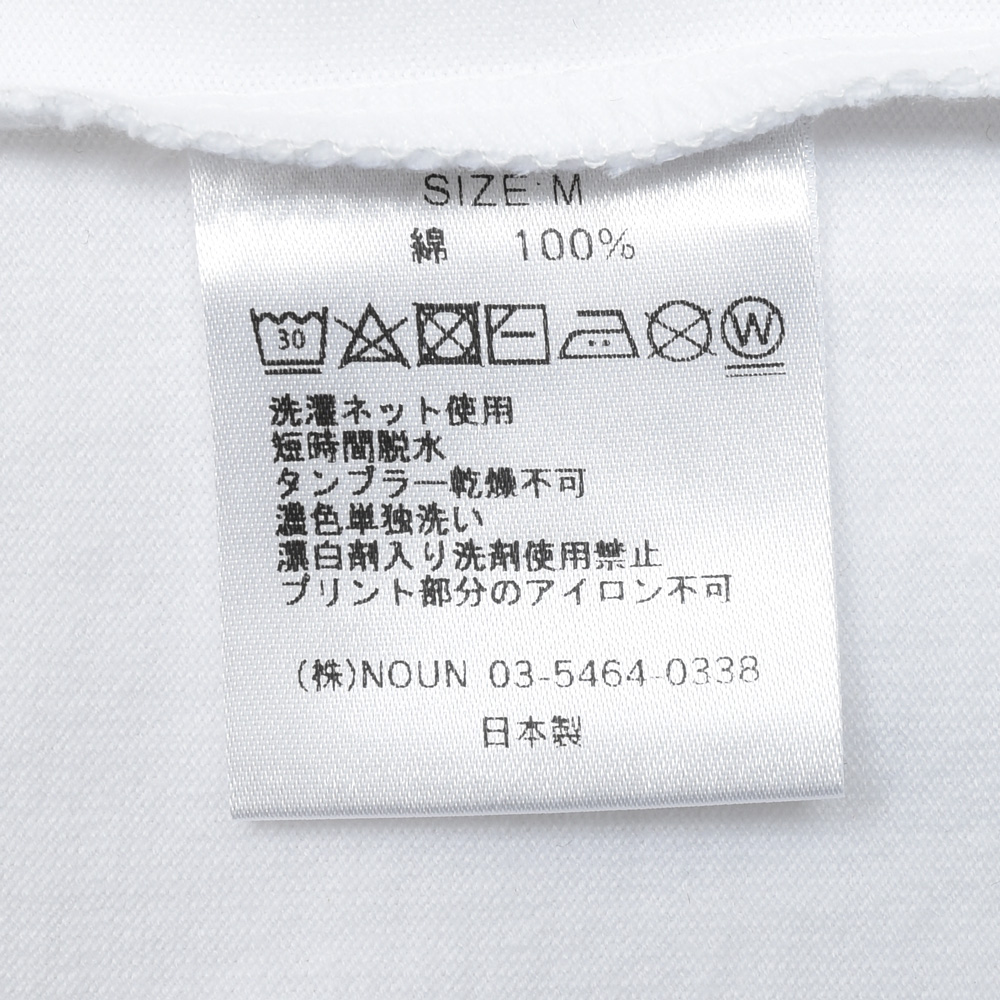 SIZE:M
綿 100%
30 W
洗濯ネット使用
短時間脱水
タンブラー乾燥不可
濃色単独洗い
漂白剤入り洗剤使用禁止
プリント部分のアイロン不可
(株)NOUN 03-5464-0338
日本製